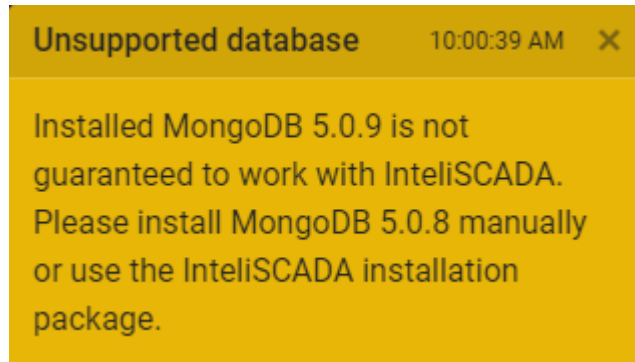 Unsupported database 10:00:39 AM ×
Installed MongoDB 5.0.9 is not
guaranteed to work with InteliSCADA.
Please install MongoDB 5.0.8 manually
or use the InteliSCADA installation
package.